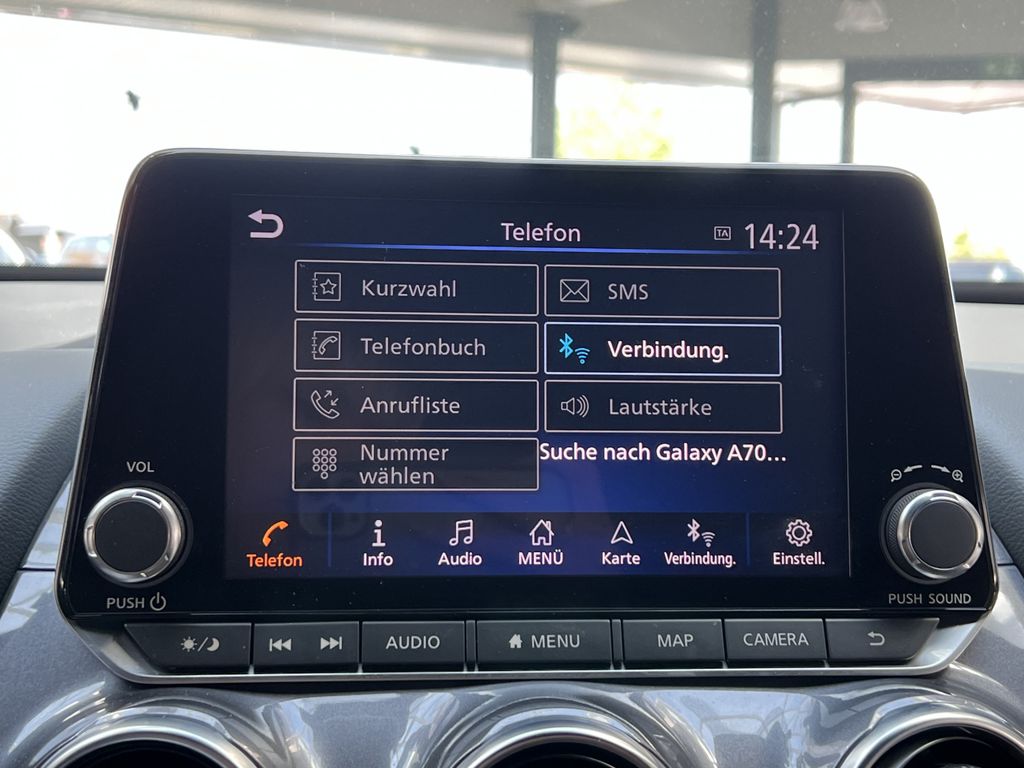 Telefon
TA 14:24
Kurzwahl
SMS
Telefonbuch
Verbindung.
Anrufliste
Lautstärke
Nummer
wählen
Suche nach Galaxy A70...
Telefon
Info
Audio
MENÜ
Karte
Verbindung.
Einstell.
VOL
PUSH
PUSH SOUND
AUDIO
MENU
MAP
CAMERA